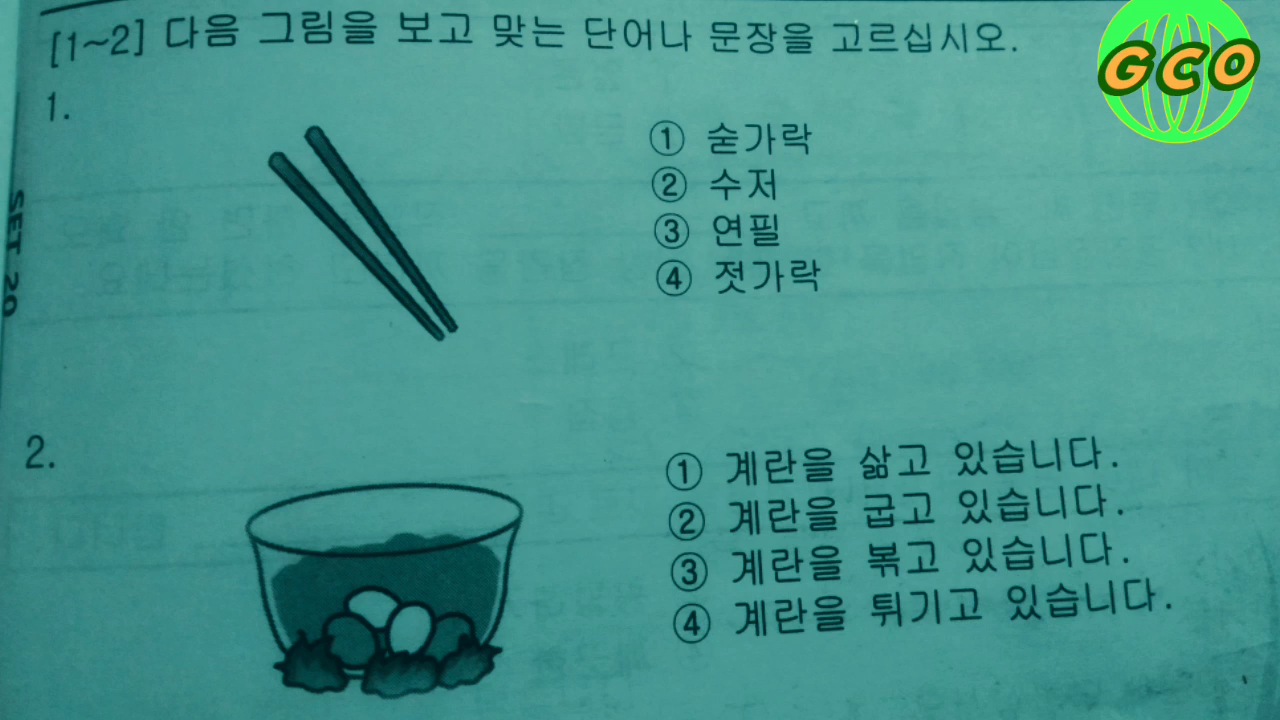 [1~2] 다음 그림을 보고 맞는 단어나 문장을 고르십시오.
GCO
1.
① 숟가락
② 수저
③ 연필
④ 젓가락
SET 20
2.
① 계란을 삶고 있습니다.
② 계란을 굽고 있습니다.
③ 계란을 볶고 있습니다.
④ 계란을 튀기고 있습니다.